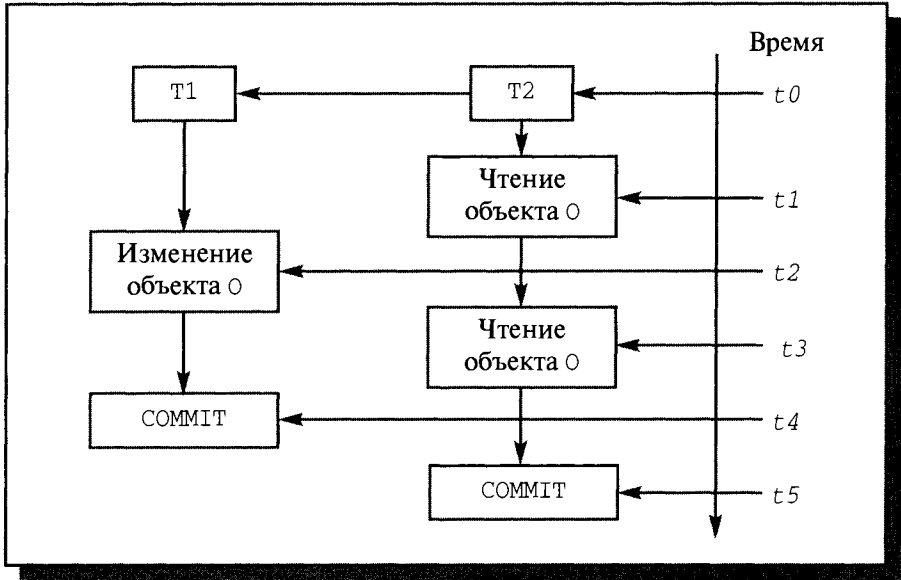 Время
T1
T2
t0
Чтение
объекта O
t1
Изменение
объекта O
t2
Чтение
объекта O
t3
COMMIT
t4
COMMIT
t5